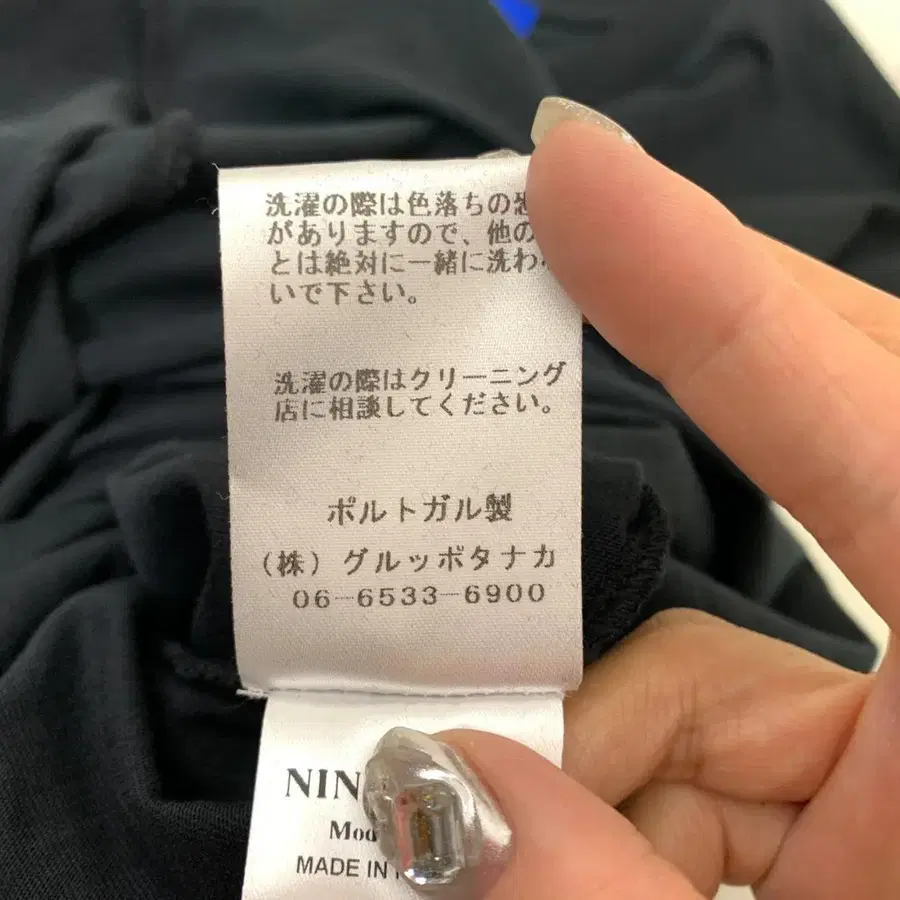 洗濯の際は色落ちの恐
がありますので、他の
とは絶対に一緒に洗わ
いで下さい。
洗濯の際はクリーニング
店に相談してください。
ポルトガル製
(株)グルッポタナカ
06-6533-6900
NIN
Mod
MADE IN